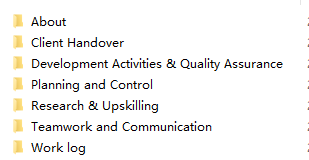 About
Client Handover
Development Activities & Quality Assurance
Planning and Control
Research & Upskilling
Teamwork and Communication
Work log